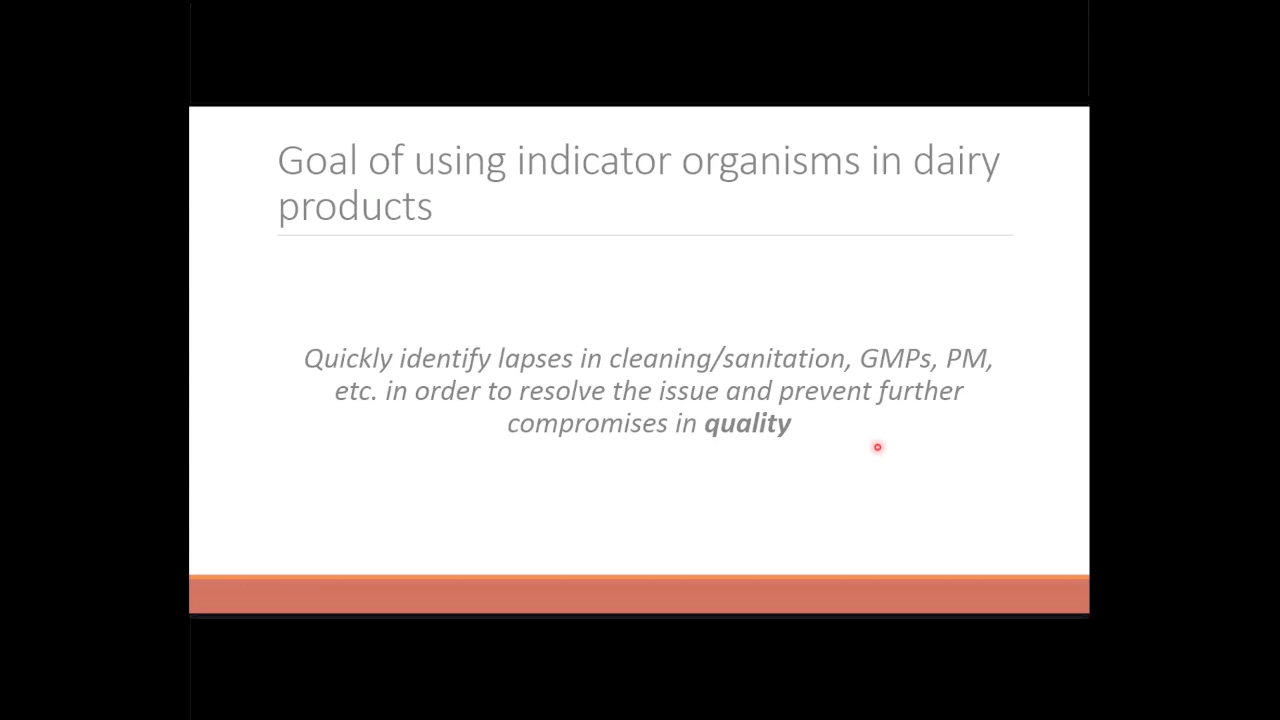 Goal of using indicator organisms in dairy
products
Quickly identify lapses in cleaning/sanitation, GMPs, PM,
etc. in order to resolve the issue and prevent further
compromises in quality